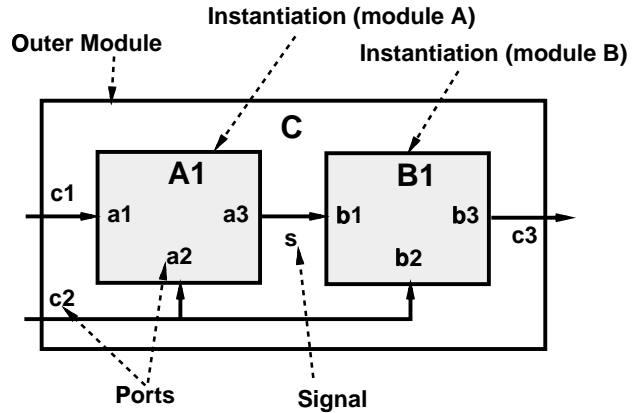 Instantiation (module A)
Outer Module
Instantiation (module B)
C
A1
B1
c1
a1
a3
b1
b3
s
c3
a2
b2
c2
Ports
Signal